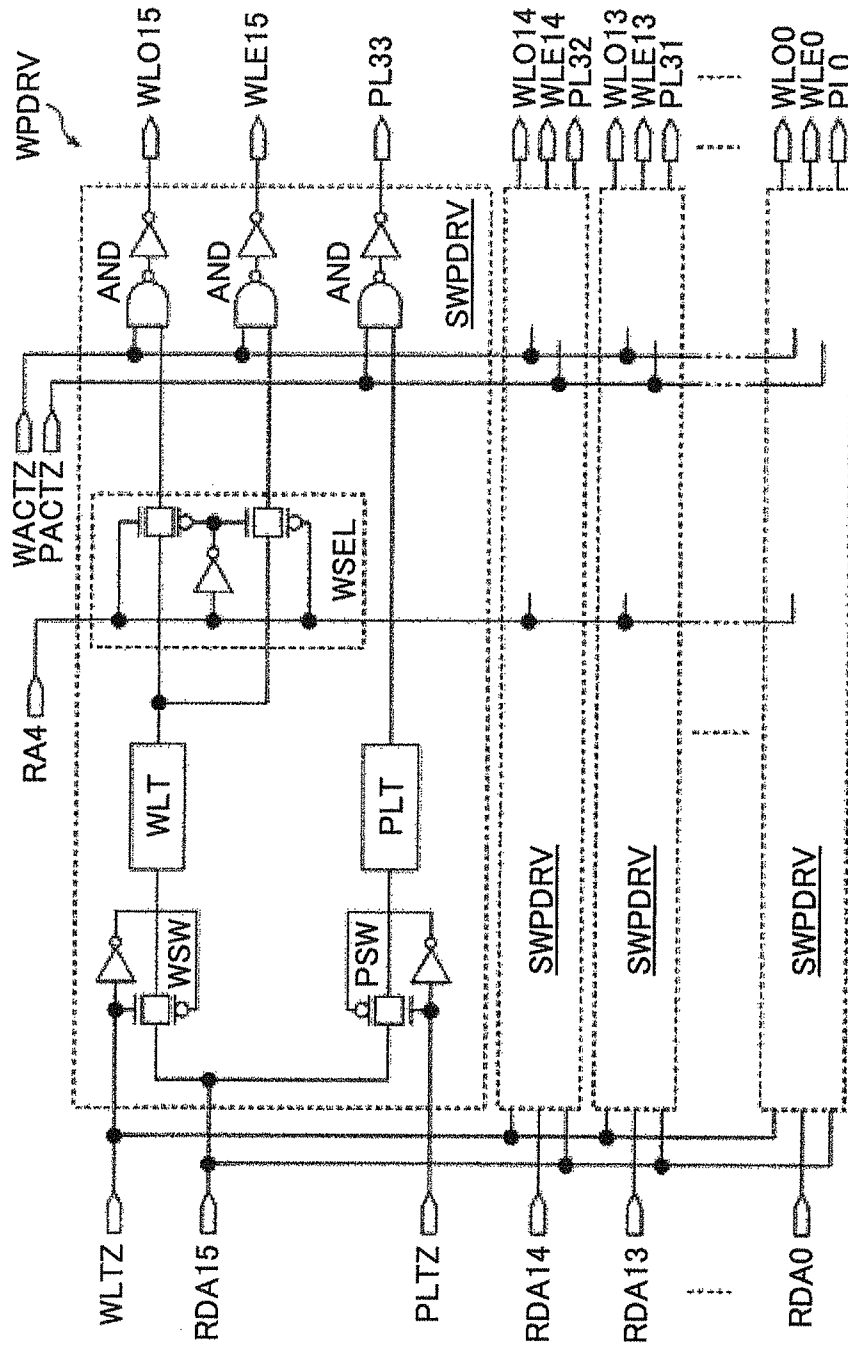 WPDRV
WACTZ
PACTZ
RA4
WLTZ
RDA15
PLTZ
WSW
WLT
PSW
PLT
WSEL
AND
AND
AND
SWPDRV
WLO15
WLE15
PL33
RDA14
SWPDRV
WLO14
WLE14
PL32
RDA13
SWPDRV
WLO13
WLE13
PL31
RDA0
SWPDRV
WLO0
WLE0
PL0